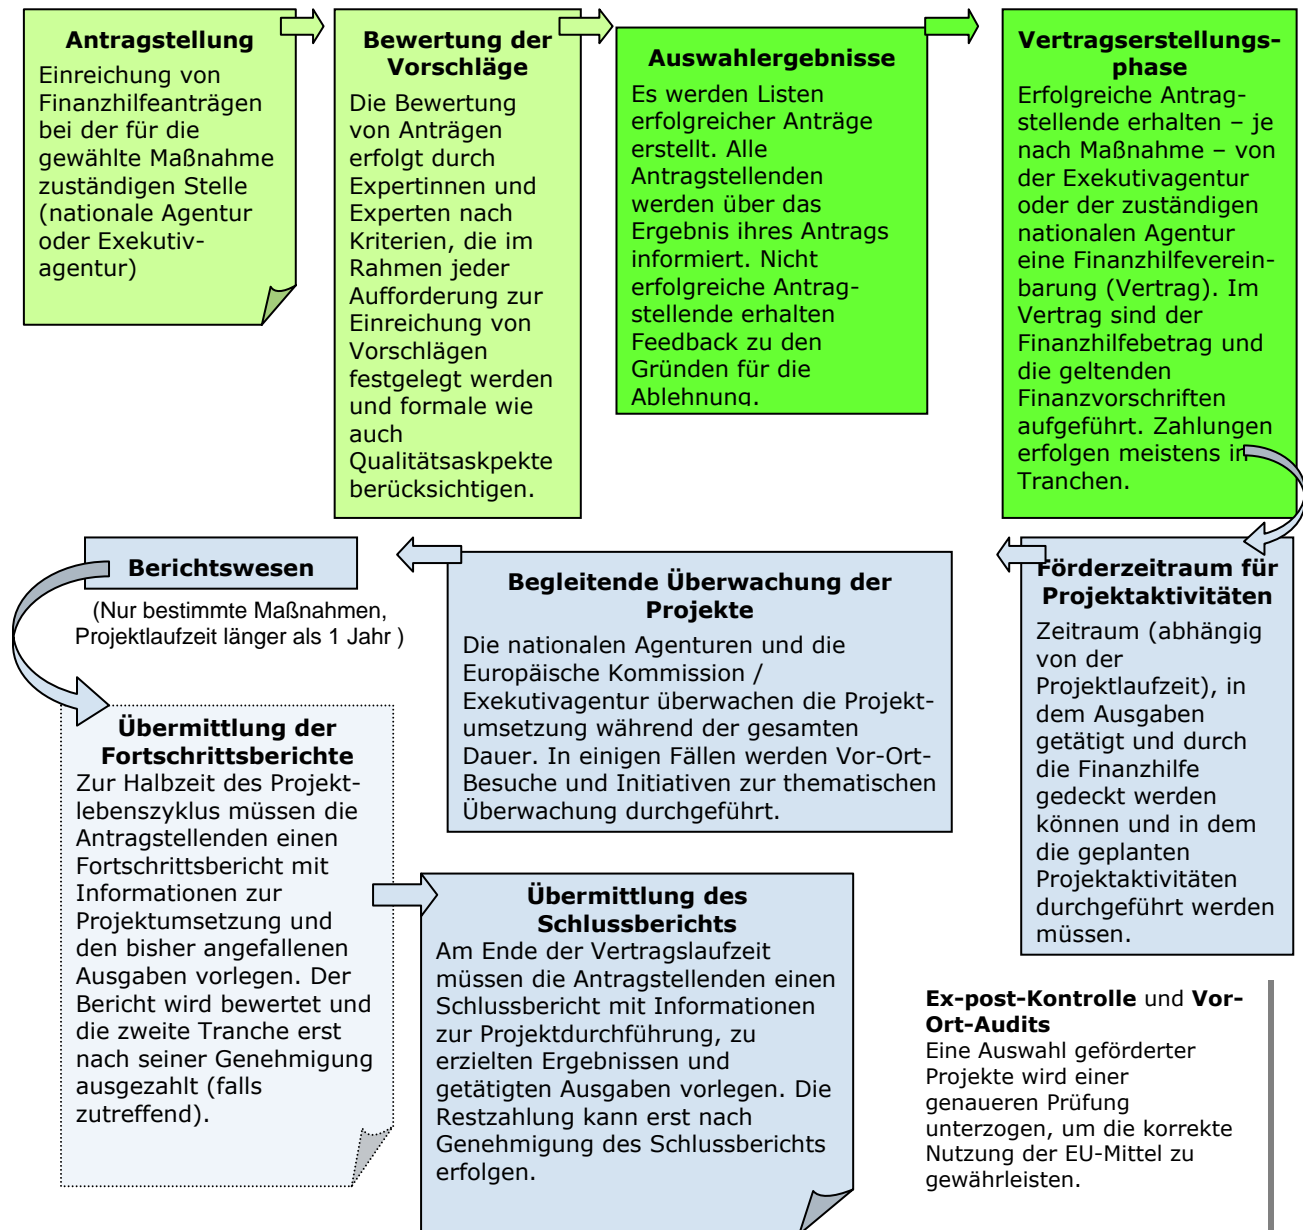 Antragstellung
Einreichung von
Finanzhilfeanträgen
bei der für die
gewählte Maßnahme
zuständigen Stelle
(nationale Agentur
oder Exekutiv-
agentur)
Bewertung der
Vorschläge
Die Bewertung
von Anträgen
erfolgt durch
Expertinnen und
Experten nach
Kriterien, die im
Rahmen jeder
Aufforderung zur
Einreichung von
Vorschlägen
festgelegt werden
und formale wie
auch
Qualitätsaskpekte
berücksichtigen.
Auswahlergebnisse
Es werden Listen
erfolgreicher Anträge
erstellt. Alle
Antragstellenden
werden über das
Ergebnis ihres Antrags
informiert. Nicht
erfolgreiche Antrag-
stellende erhalten
Feedback zu den
Gründen für die
Ablehnung.
Vertragserstellungs-
phase
Erfolgreiche Antrag-
stellende erhalten – je
nach Maßnahme – von
der Exekutivagentur
oder der zuständigen
nationalen Agentur
eine Finanzhilfeverein-
barung (Vertrag). Im
Vertrag sind der
Finanzhilfebetrag und
die geltenden
Finanzvorschriften
aufgeführt. Zahlungen
erfolgen meistens in
Tranchen.
Förderzeitraum für
Projektaktivitäten
Zeitraum (abhängig
von der
Projektlaufzeit), in
dem Ausgaben
getätigt und durch
die Finanzhilfe
gedeckt werden
können und in dem
die geplanten
Projektaktivitäten
durchgeführt werden
müssen.
Begleitende Überwachung der
Projekte
Die nationalen Agenturen und die
Europäische Kommission /
Exekutivagentur überwachen die Projekt-
umsetzung während der gesamten
Dauer. In einigen Fällen werden Vor-Ort-
Besuche und Initiativen zur thematischen
Überwachung durchgeführt.
Berichtswesen
(Nur bestimmte Maßnahmen,
Projektlaufzeit länger als 1 Jahr )
Übermittlung der
Fortschrittsberichte
Zur Halbzeit des Projekt-
lebenszyklus müssen die
Antragstellenden einen
Fortschrittsbericht mit
Informationen zur
Projektumsetzung und
den bisher angefallenen
Ausgaben vorlegen. Der
Bericht wird bewertet und
die zweite Tranche erst
nach seiner Genehmigung
ausgezahlt (falls
zutreffend).
Übermittlung des
Schlussberichts
Am Ende der Vertragslaufzeit
müssen die Antragstellenden einen
Schlussbericht mit Informationen
zur Projektdurchführung, zu
erzielten Ergebnissen und
getätigten Ausgaben vorlegen. Die
Restzahlung kann erst nach
Genehmigung des Schlussberichts
erfolgen.
Ex-post-Kontrolle und Vor-
Ort-Audits
Eine Auswahl geförderter
Projekte wird einer
genaueren Prüfung
unterzogen, um die korrekte
Nutzung der EU-Mittel zu
gewährleisten.